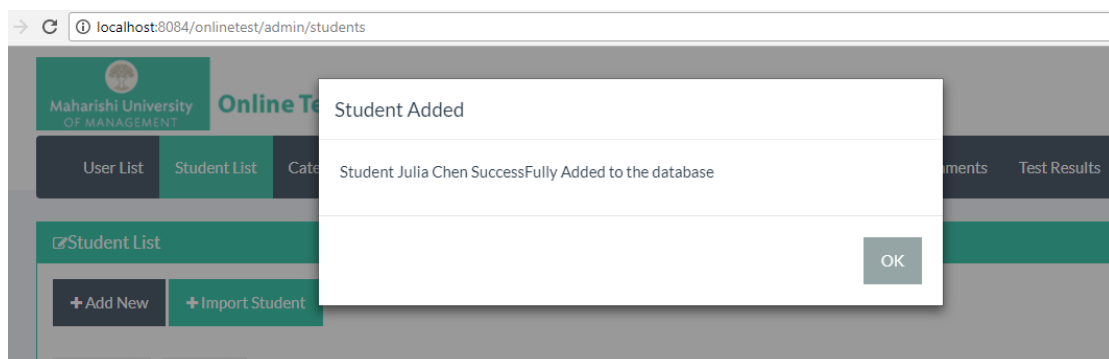 localhost:8084/onlinetest/admin/students
Maharishi University
OF MANAGEMENT
Online Te
Student Added
User List Student List Cate
Student Julia Chen SuccessFully Added to the database
ments Test Results
Student List
OK
+ Add New + Import Student